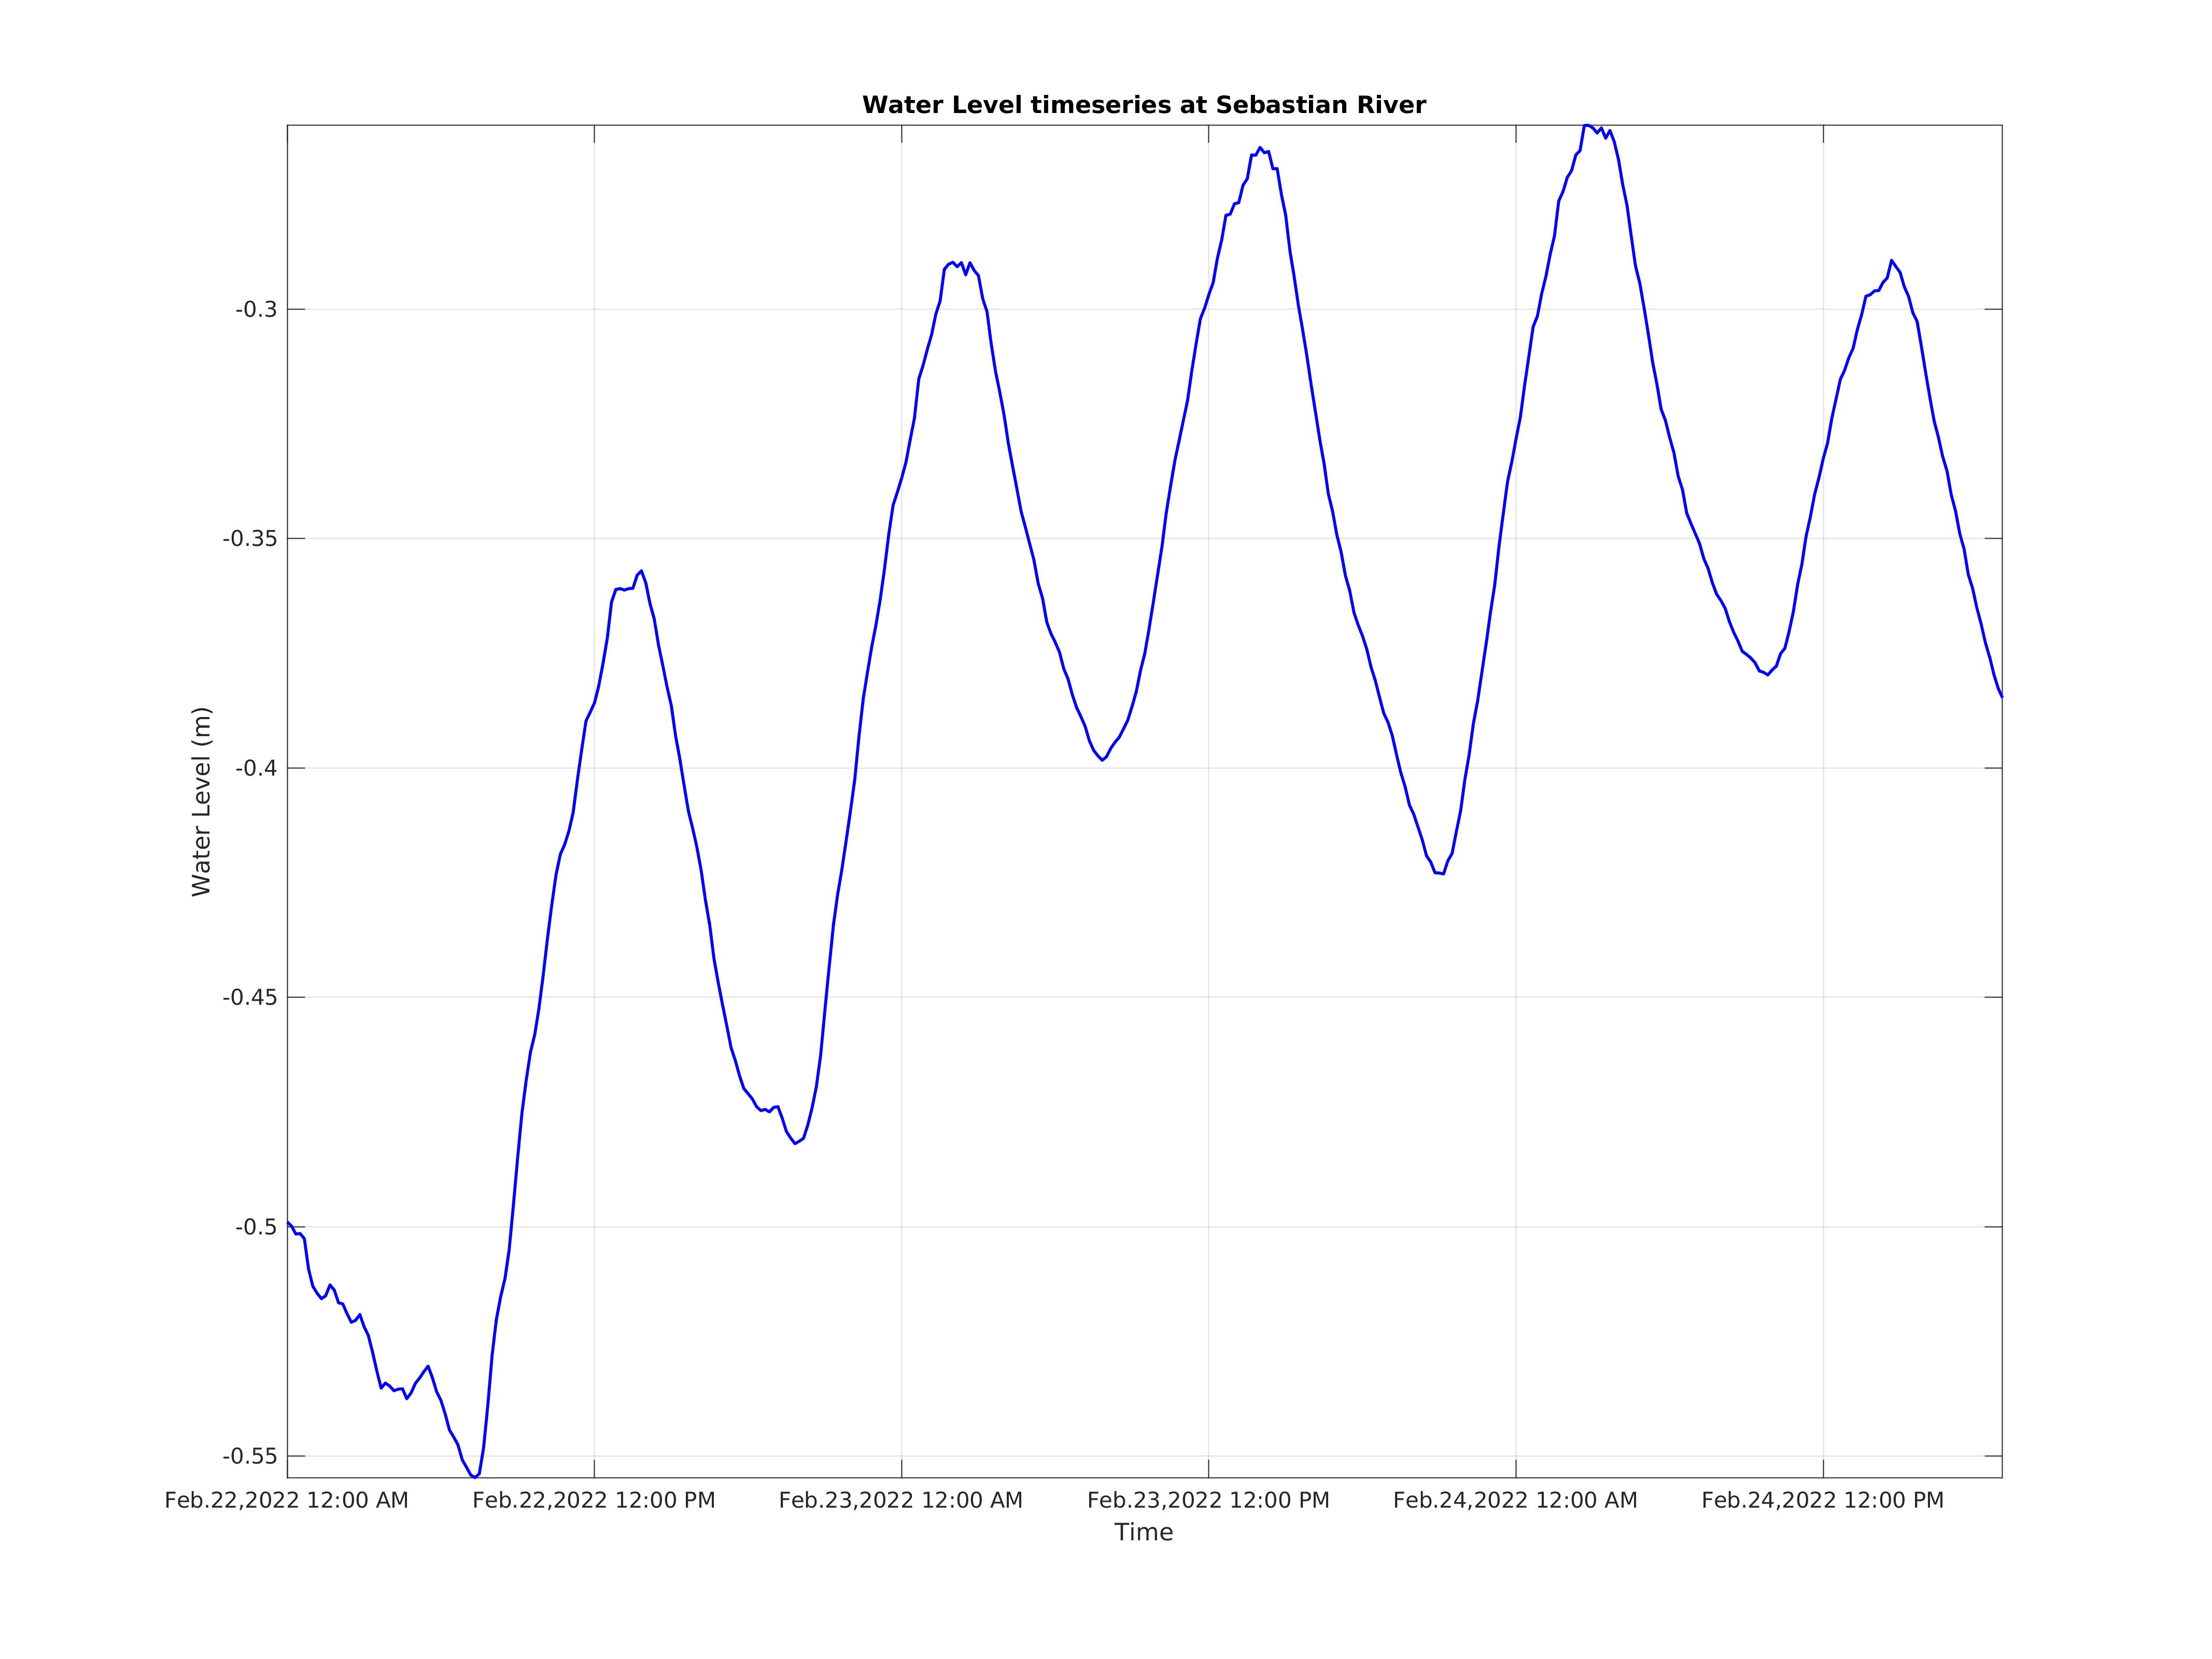 Water Level timeseries at Sebastian River
-0.3
-0.35
-0.4
-0.45
-0.5
-0.55
Water Level (m)
Feb.22,2022 12:00 AM
Feb.22,2022 12:00 PM
Feb.23,2022 12:00 AM
Feb.23,2022 12:00 PM
Feb.24,2022 12:00 AM
Feb.24,2022 12:00 PM
Time